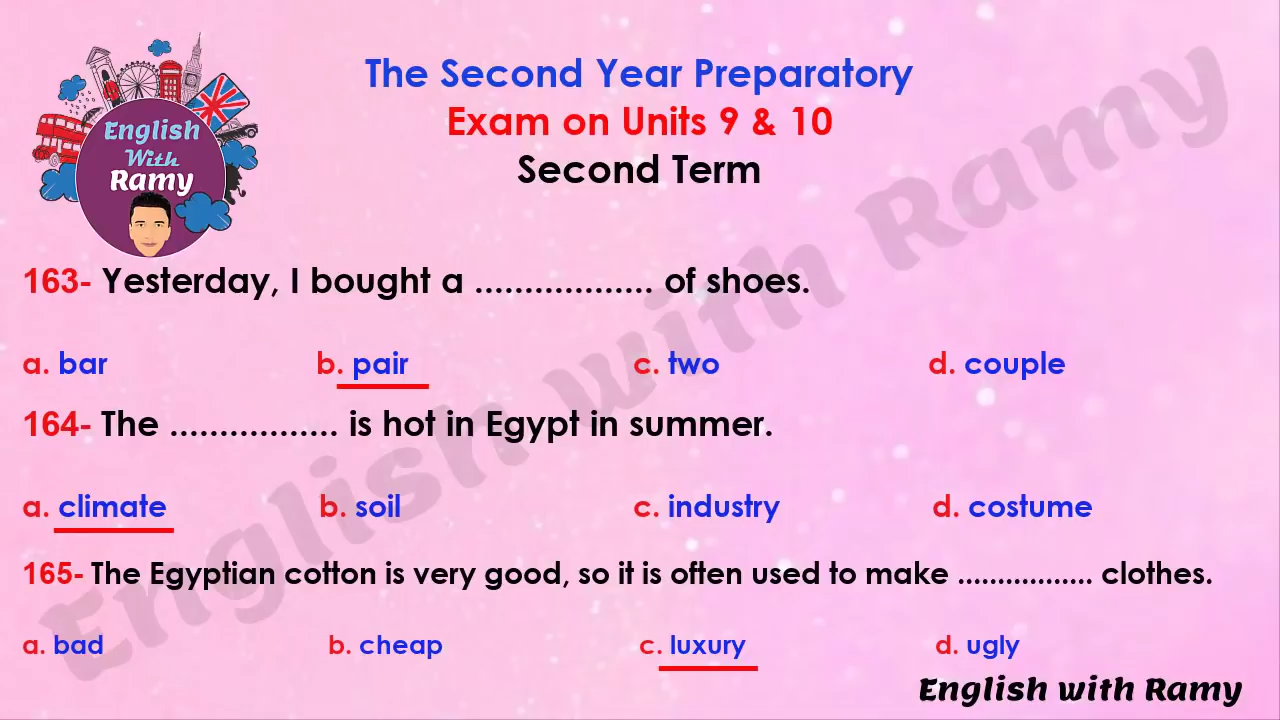 English
With
Ramy
The Second Year Preparatory
Exam on Units 9 & 10
Second Term
163- Yesterday, I bought a .................. of shoes.
a. bar b. pair c. two d. couple
164- The ................. is hot in Egypt in summer.
a. climate b. soil c. industry d. costume
165- The Egyptian cotton is very good, so it is often used to make ................. clothes.
a. bad b. cheap c. luxury d. ugly
English with Ramy
English with Ramy